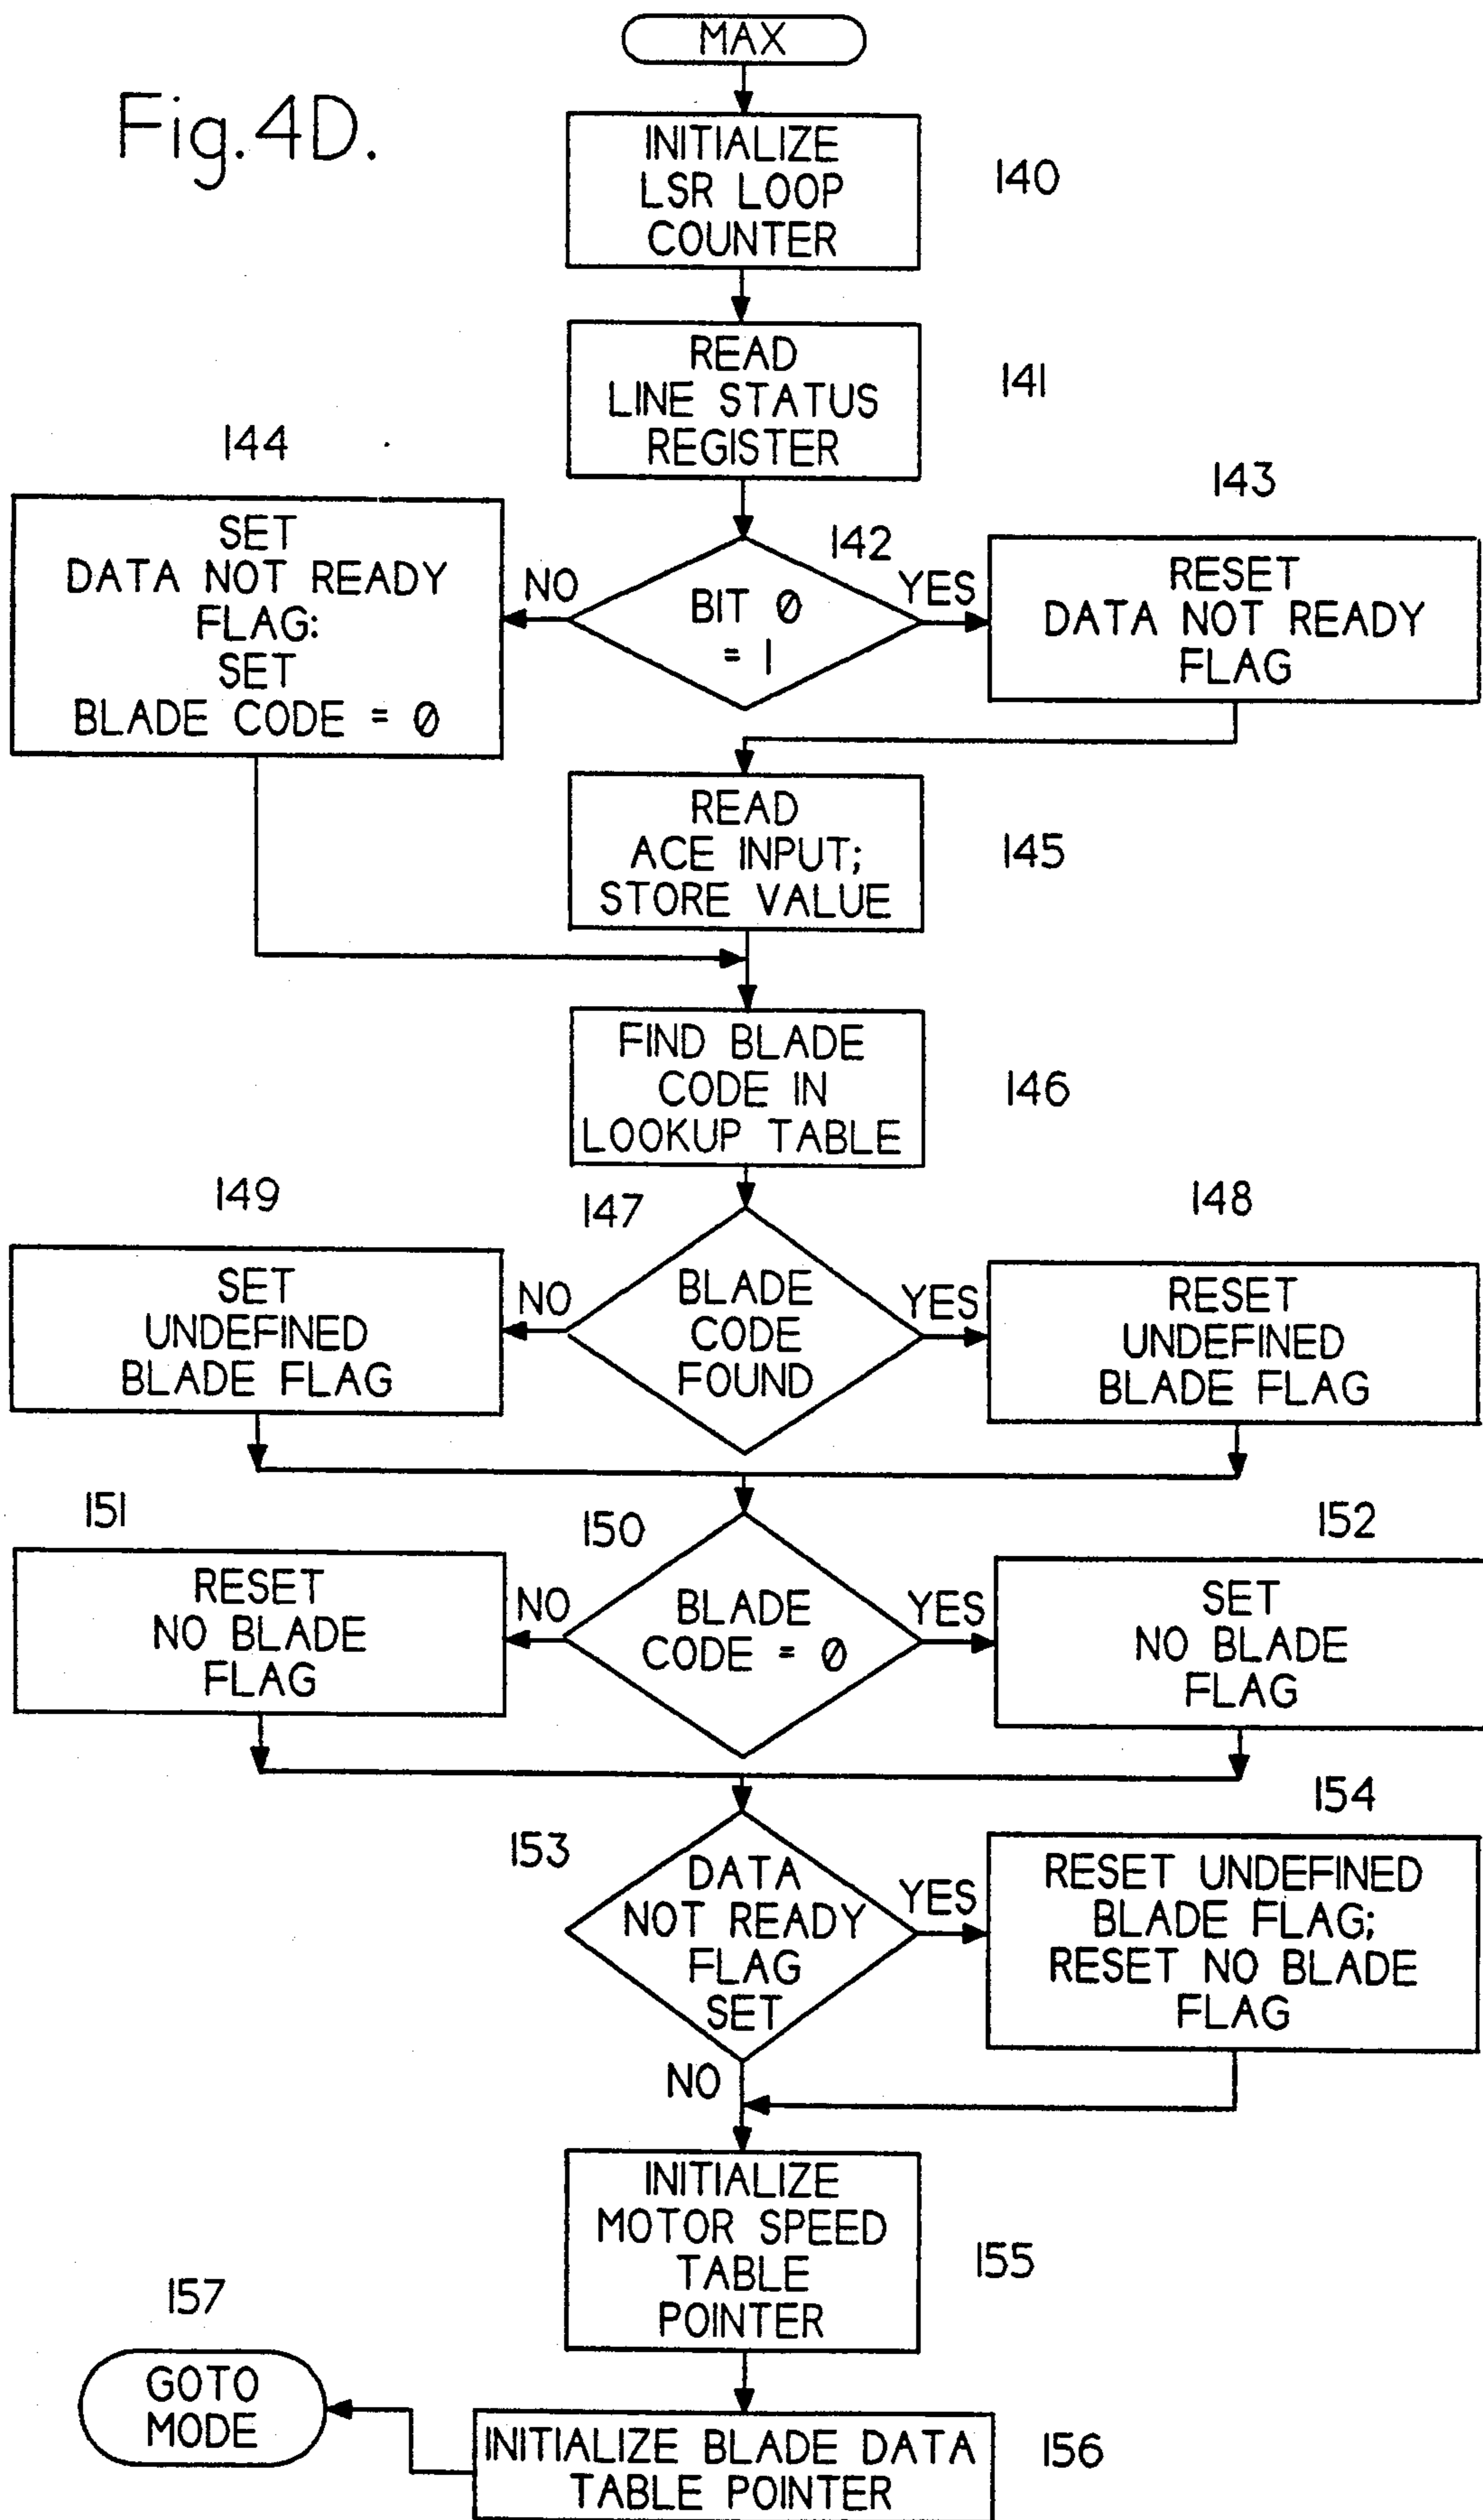 MAX
Fig.4D.
INITIALIZE
LSR LOOP
COUNTER
140
READ
LINE STATUS
REGISTER
141
144
SET
DATA NOT READY
FLAG:
SET
BLADE CODE = 0
NO
142
BIT 0
= 1
YES
143
RESET
DATA NOT READY
FLAG
READ
ACE INPUT;
STORE VALUE
145
FIND BLADE
CODE IN
LOOKUP TABLE
146
149
SET
UNDEFINED
BLADE FLAG
NO
147
BLADE
CODE
FOUND
YES
148
RESET
UNDEFINED
BLADE FLAG
151
RESET
NO BLADE
FLAG
NO
150
BLADE
CODE = 0
YES
152
SET
NO BLADE
FLAG
153
DATA
NOT READY
FLAG
SET
YES
154
RESET UNDEFINED
BLADE FLAG;
RESET NO BLADE
FLAG
NO
INITIALIZE
MOTOR SPEED
TABLE
POINTER
155
157
GOTO
MODE
INITIALIZE BLADE DATA
TABLE POINTER
156